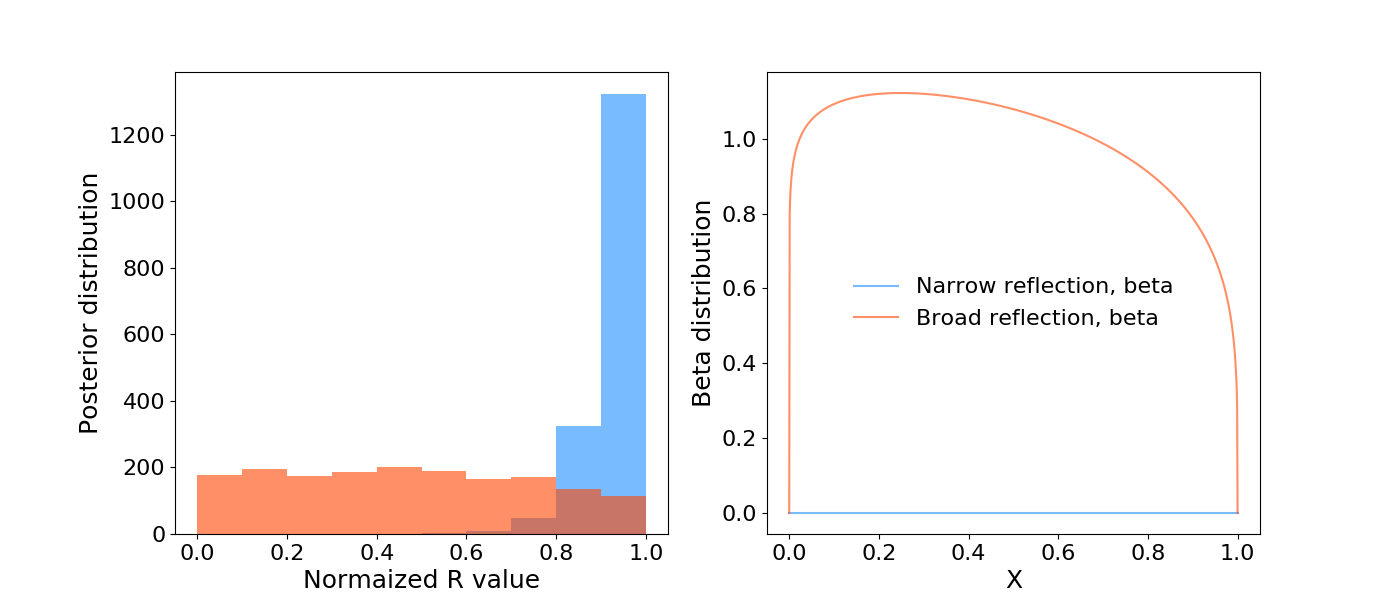 Posterior distribution
1200
1000
800
600
400
200
0
0.0 0.2 0.4 0.6 0.8 1.0
Normaized R value
Beta distribution
1.0
0.8
0.6
0.4
0.2
0.0
Narrow reflection, beta
Broad reflection, beta
0.0 0.2 0.4 0.6 0.8 1.0
X